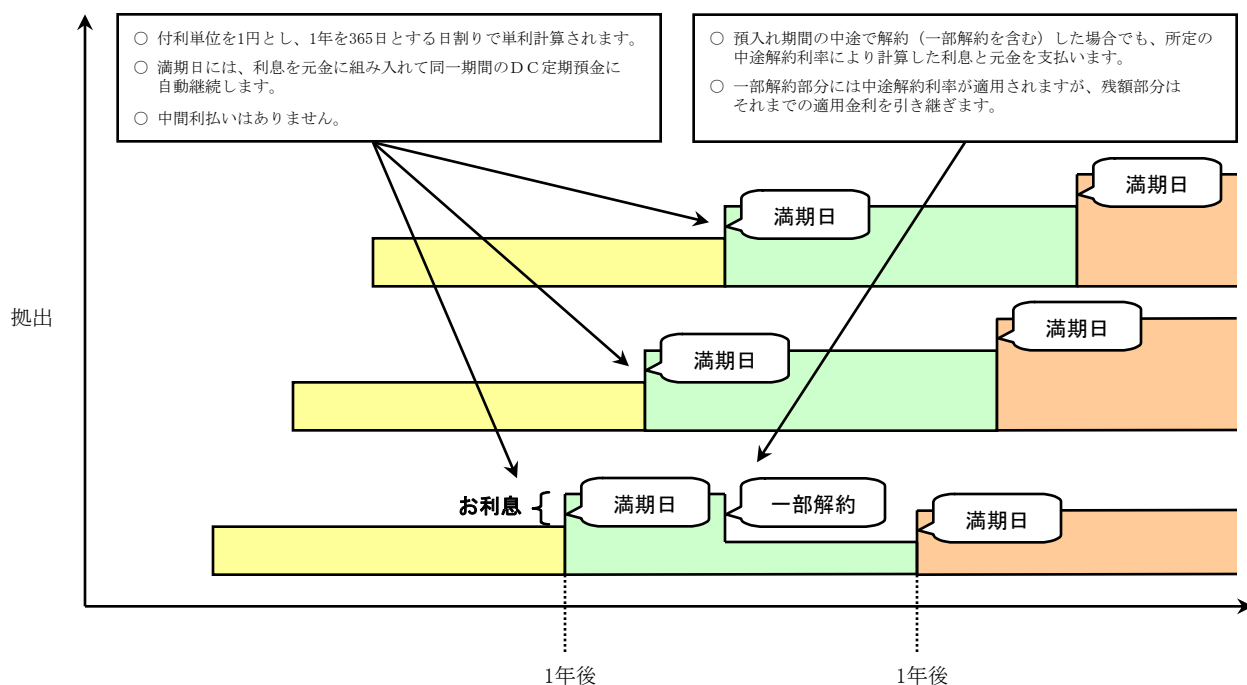 ○ 付利単位を1円とし、1年を365日とする日割りで単利計算されます。
○ 満期日には、利息を元金に組み入れて同一期間のＤＣ定期預金に
自動継続します。
○ 中間利払いはありません。
○ 預入れ期間の中途で解約（一部解約を含む）した場合でも、所定の
中途解約利率により計算した利息と元金を支払います。
○ 一部解約部分には中途解約利率が適用されますが、残額部分は
それまでの適用金利を引き継ぎます。
満期日
満期日
拠出
満期日
満期日
お利息
満期日
一部解約
満期日
1年後
1年後